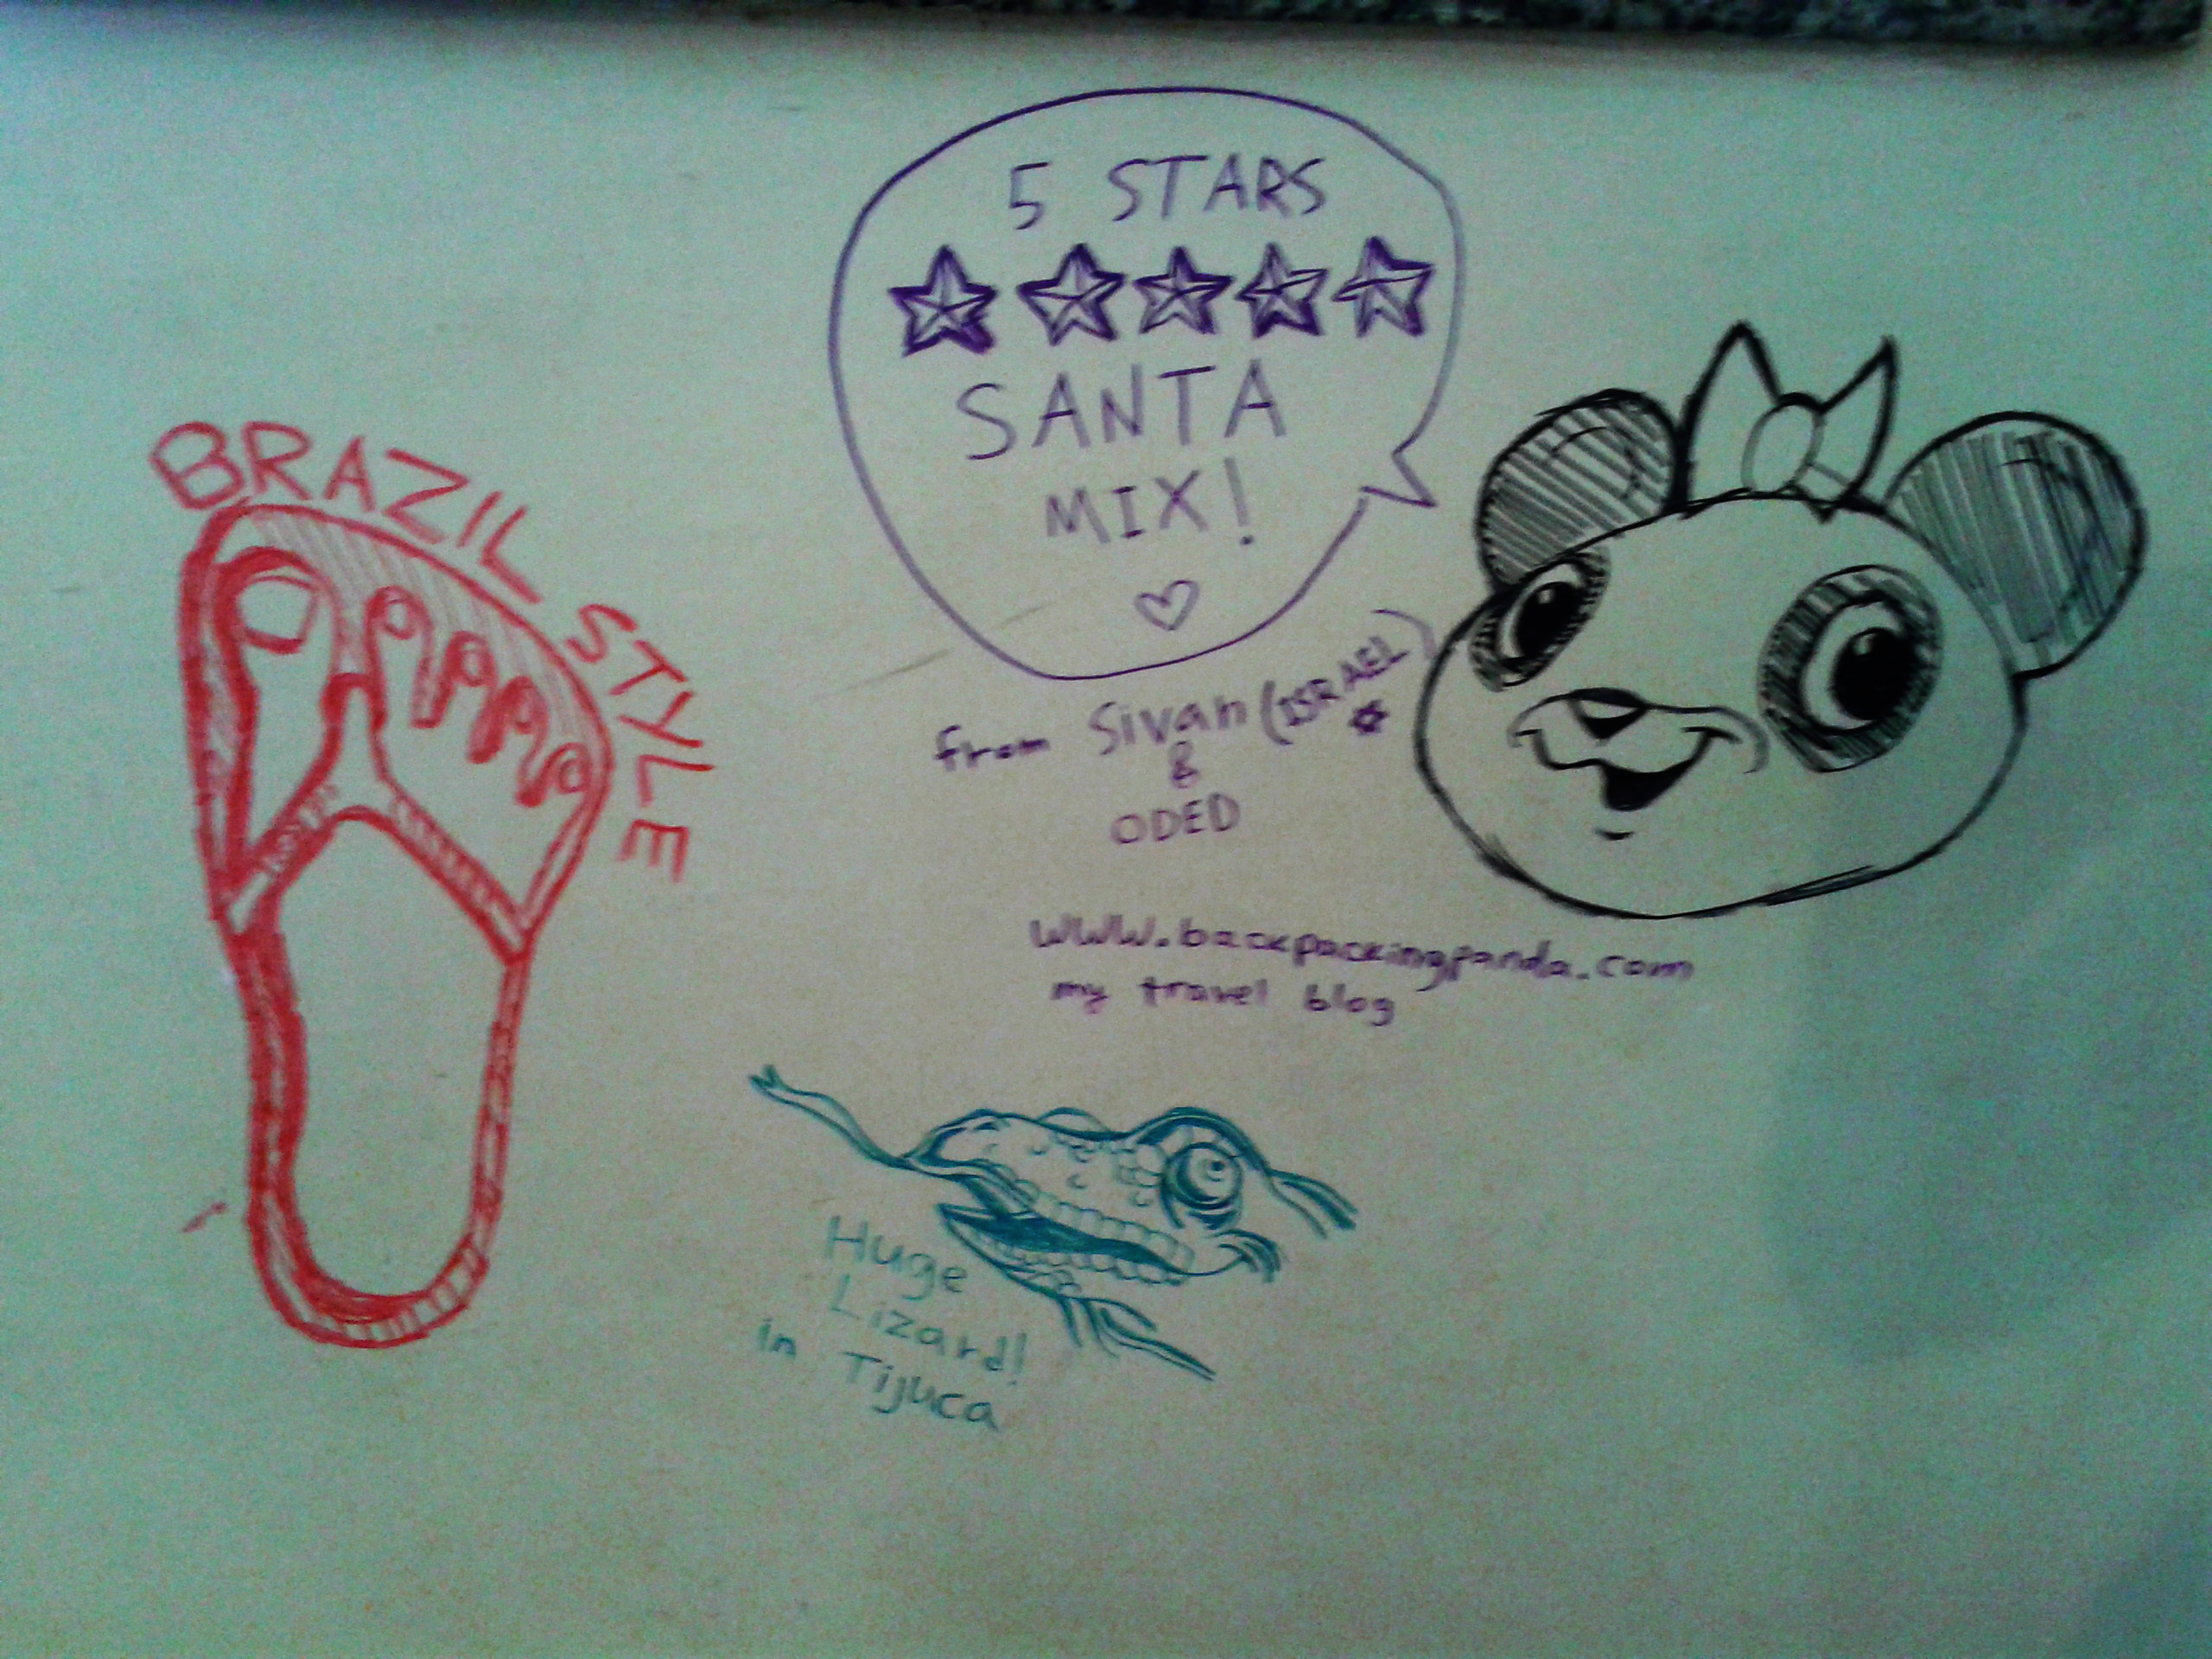 5 STARS
SANTA
MIX!
BRAZIL STYLE
from Sivan (ISRAEL)
&
ODED
www.backpackingpanda.com
my travel blog
Huge
Lizard!
in Tijuca